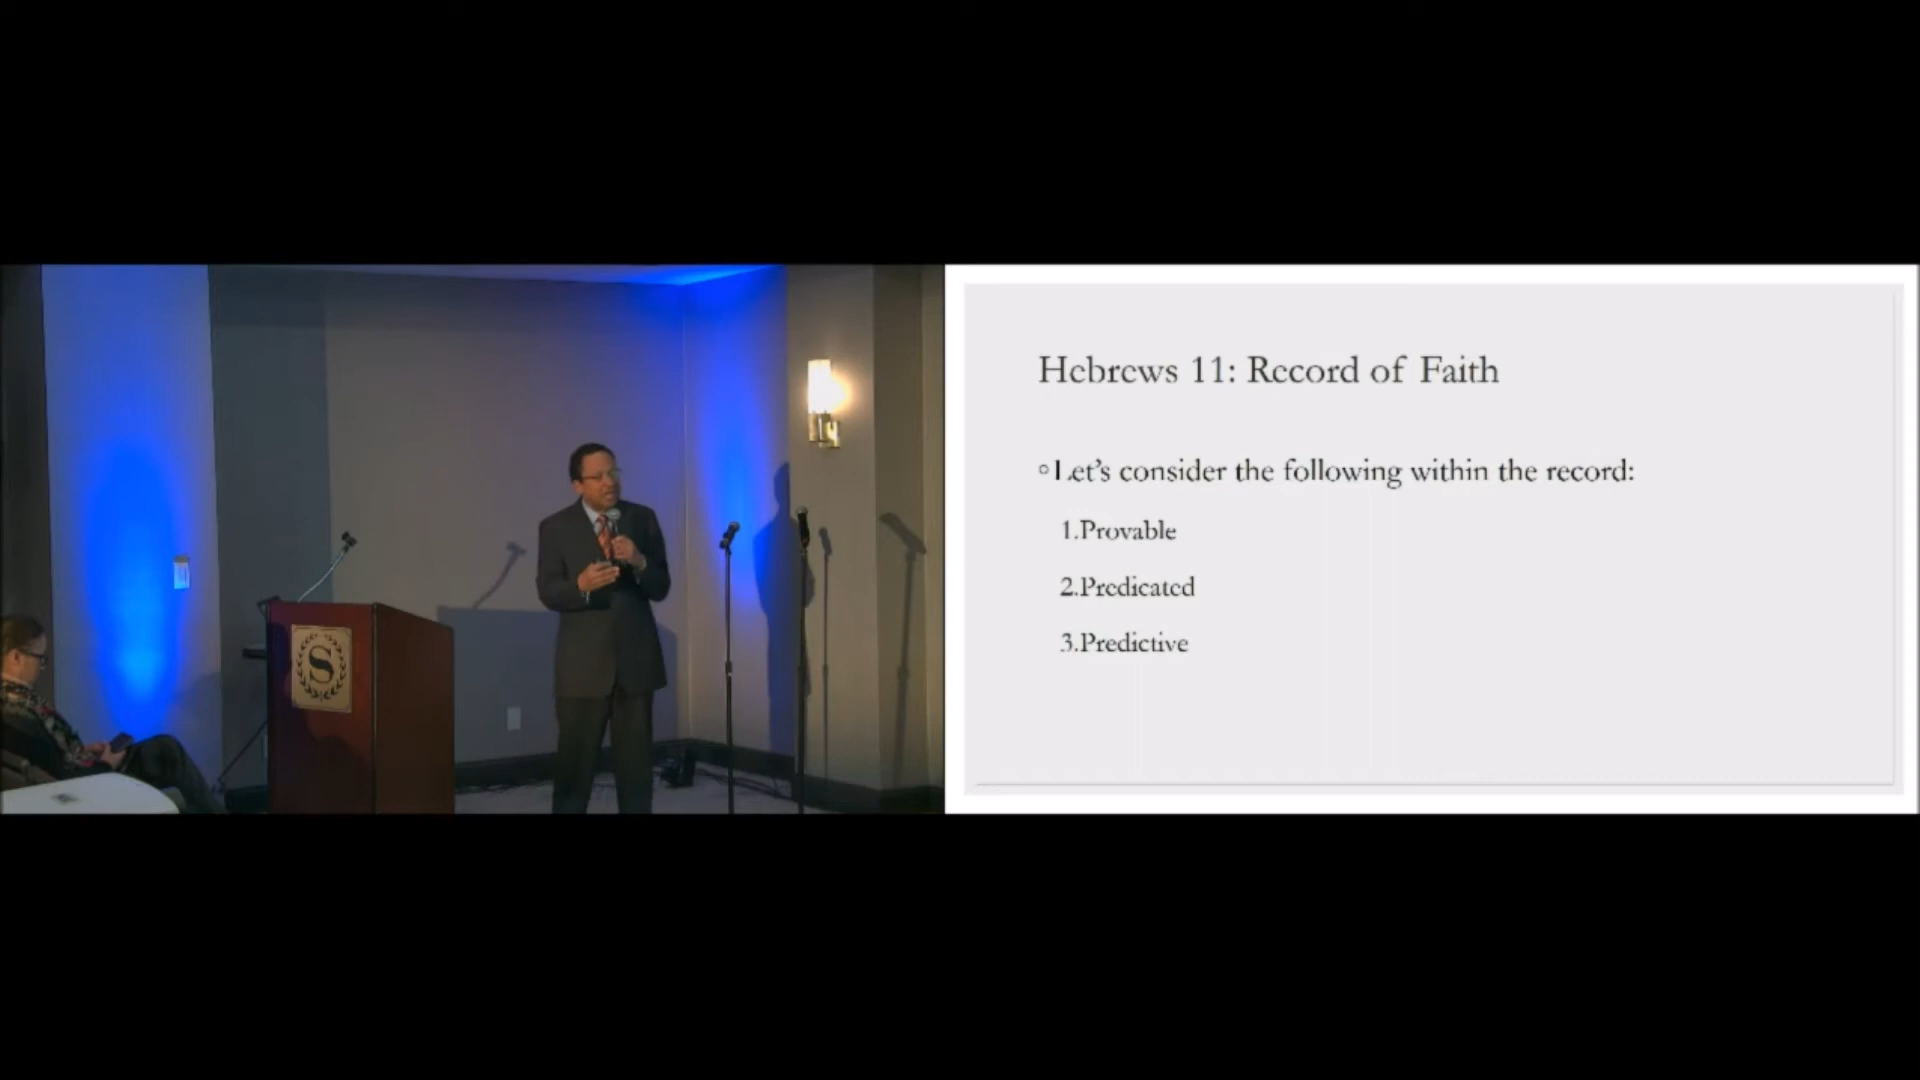 S
Hebrews 11: Record of Faith
°Let's consider the following within the record:
1.Provable
2.Predicated
3.Predictive